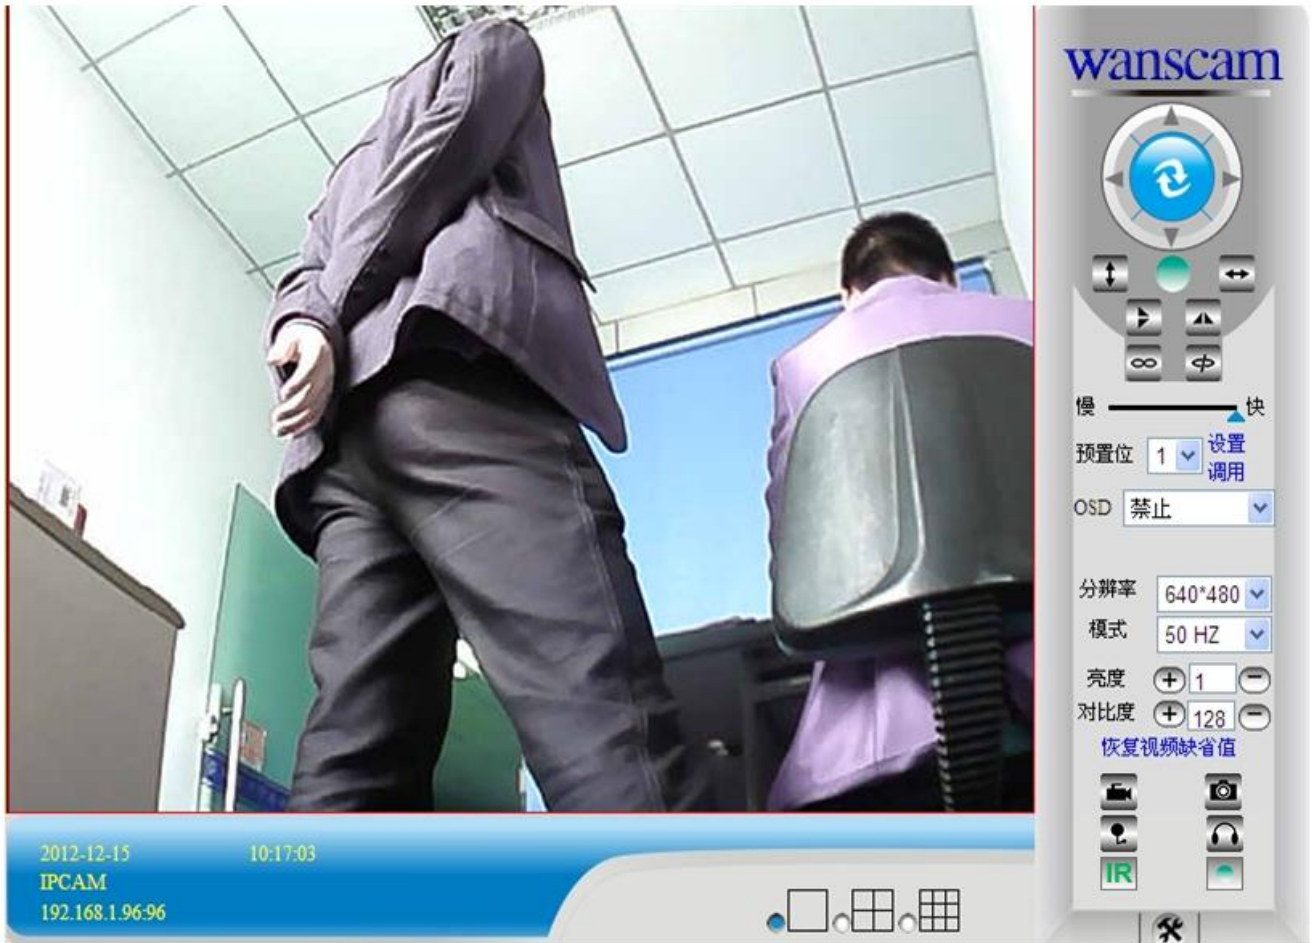 wanscam
慢 快
预置位 1 设置
调用
OSD 禁止
分辨率 640*480
模式 50 HZ
亮度 1
对比度 128
恢复视频缺省值
IR
2012-12-15 10:17:03
IPCAM
192.168.1.96:96